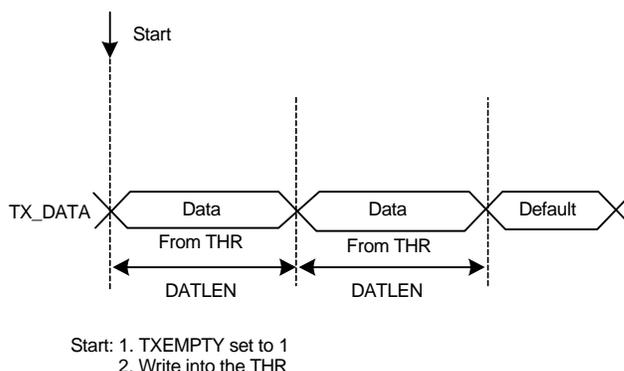 Start
TX_DATA
Data
Data
Default
From THR
From THR
DATLEN
DATLEN
Start: 1. TXEMPTY set to 1
2. Write into the THR